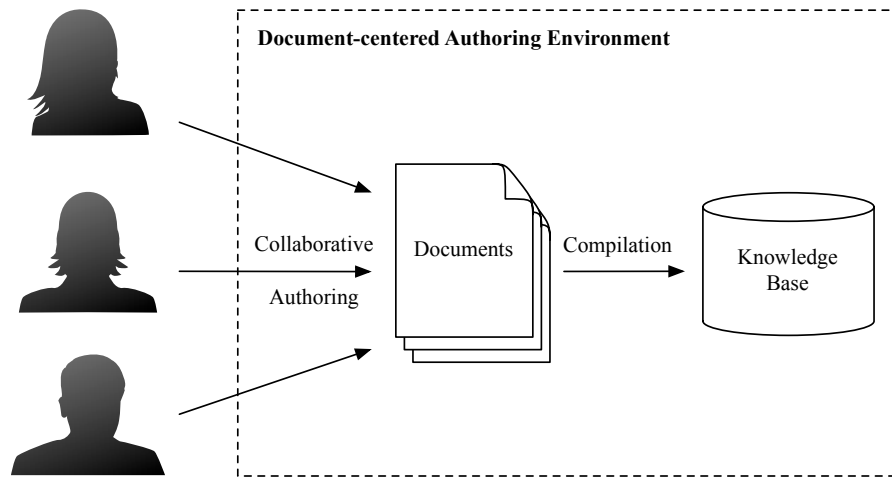 Document-centered Authoring Environment
Collaborative
Authoring
Documents
Compilation
Knowledge
Base